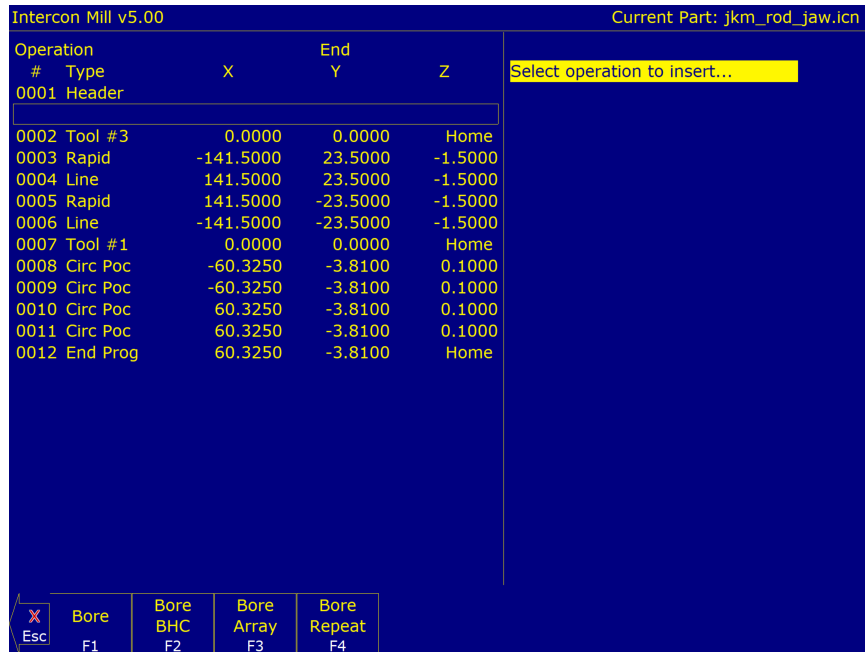 Intercon Mill v5.00 Current Part: jkm_rod_jaw.icn
Operation End
# Type X Y Z Select operation to insert...
0001 Header
0002 Tool #3 0.0000 0.0000 Home
0003 Rapid -141.5000 23.5000 -1.5000
0004 Line 141.5000 23.5000 -1.5000
0005 Rapid 141.5000 -23.5000 -1.5000
0006 Line -141.5000 -23.5000 -1.5000
0007 Tool #1 0.0000 0.0000 Home
0008 Circ Poc -60.3250 -3.8100 0.1000
0009 Circ Poc -60.3250 -3.8100 0.1000
0010 Circ Poc 60.3250 -3.8100 0.1000
0011 Circ Poc 60.3250 -3.8100 0.1000
0012 End Prog 60.3250 -3.8100 Home
X
Esc
Bore
F1
Bore
BHC
F2
Bore
Array
F3
Bore
Repeat
F4